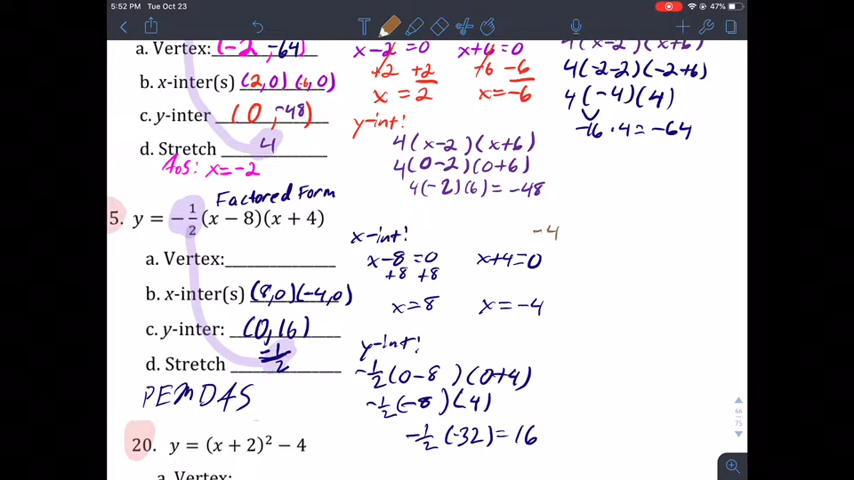 5:52 PM Tue Oct 23
47%
a. Vertex: (-2, -64)
b. x-inter(s) (2,0) (-6,0)
c. y-inter (0, -48)
d. Stretch 4
AoS: x=-2
x-2=0 x+6=0
+2 +2 -6 -6
x = 2 x=-6
y-int!
4(x-2)(x+6)
4(0-2)(0+6)
4(-2)(6)=-48
4(x-2)(x+6)
4(-2-2)(-2+6)
4(-4)(4)
-16·4=-64
Factored Form
5. y = -1/2(x − 8)(x + 4)
a. Vertex:
b. x-inter(s) (8,0)(-4,0)
c. y-inter: (0,16)
d. Stretch -1/2
PEMDAS
x-int!
-4
x-8=0 x+4=0
+8 +8
x=8 x=-4
y-int!
-1/2(0-8)(0+4)
-1/2(-8)(4)
-1/2(-32)=16
20. y = (x + 2)² − 4
a. Vertex:
66
75